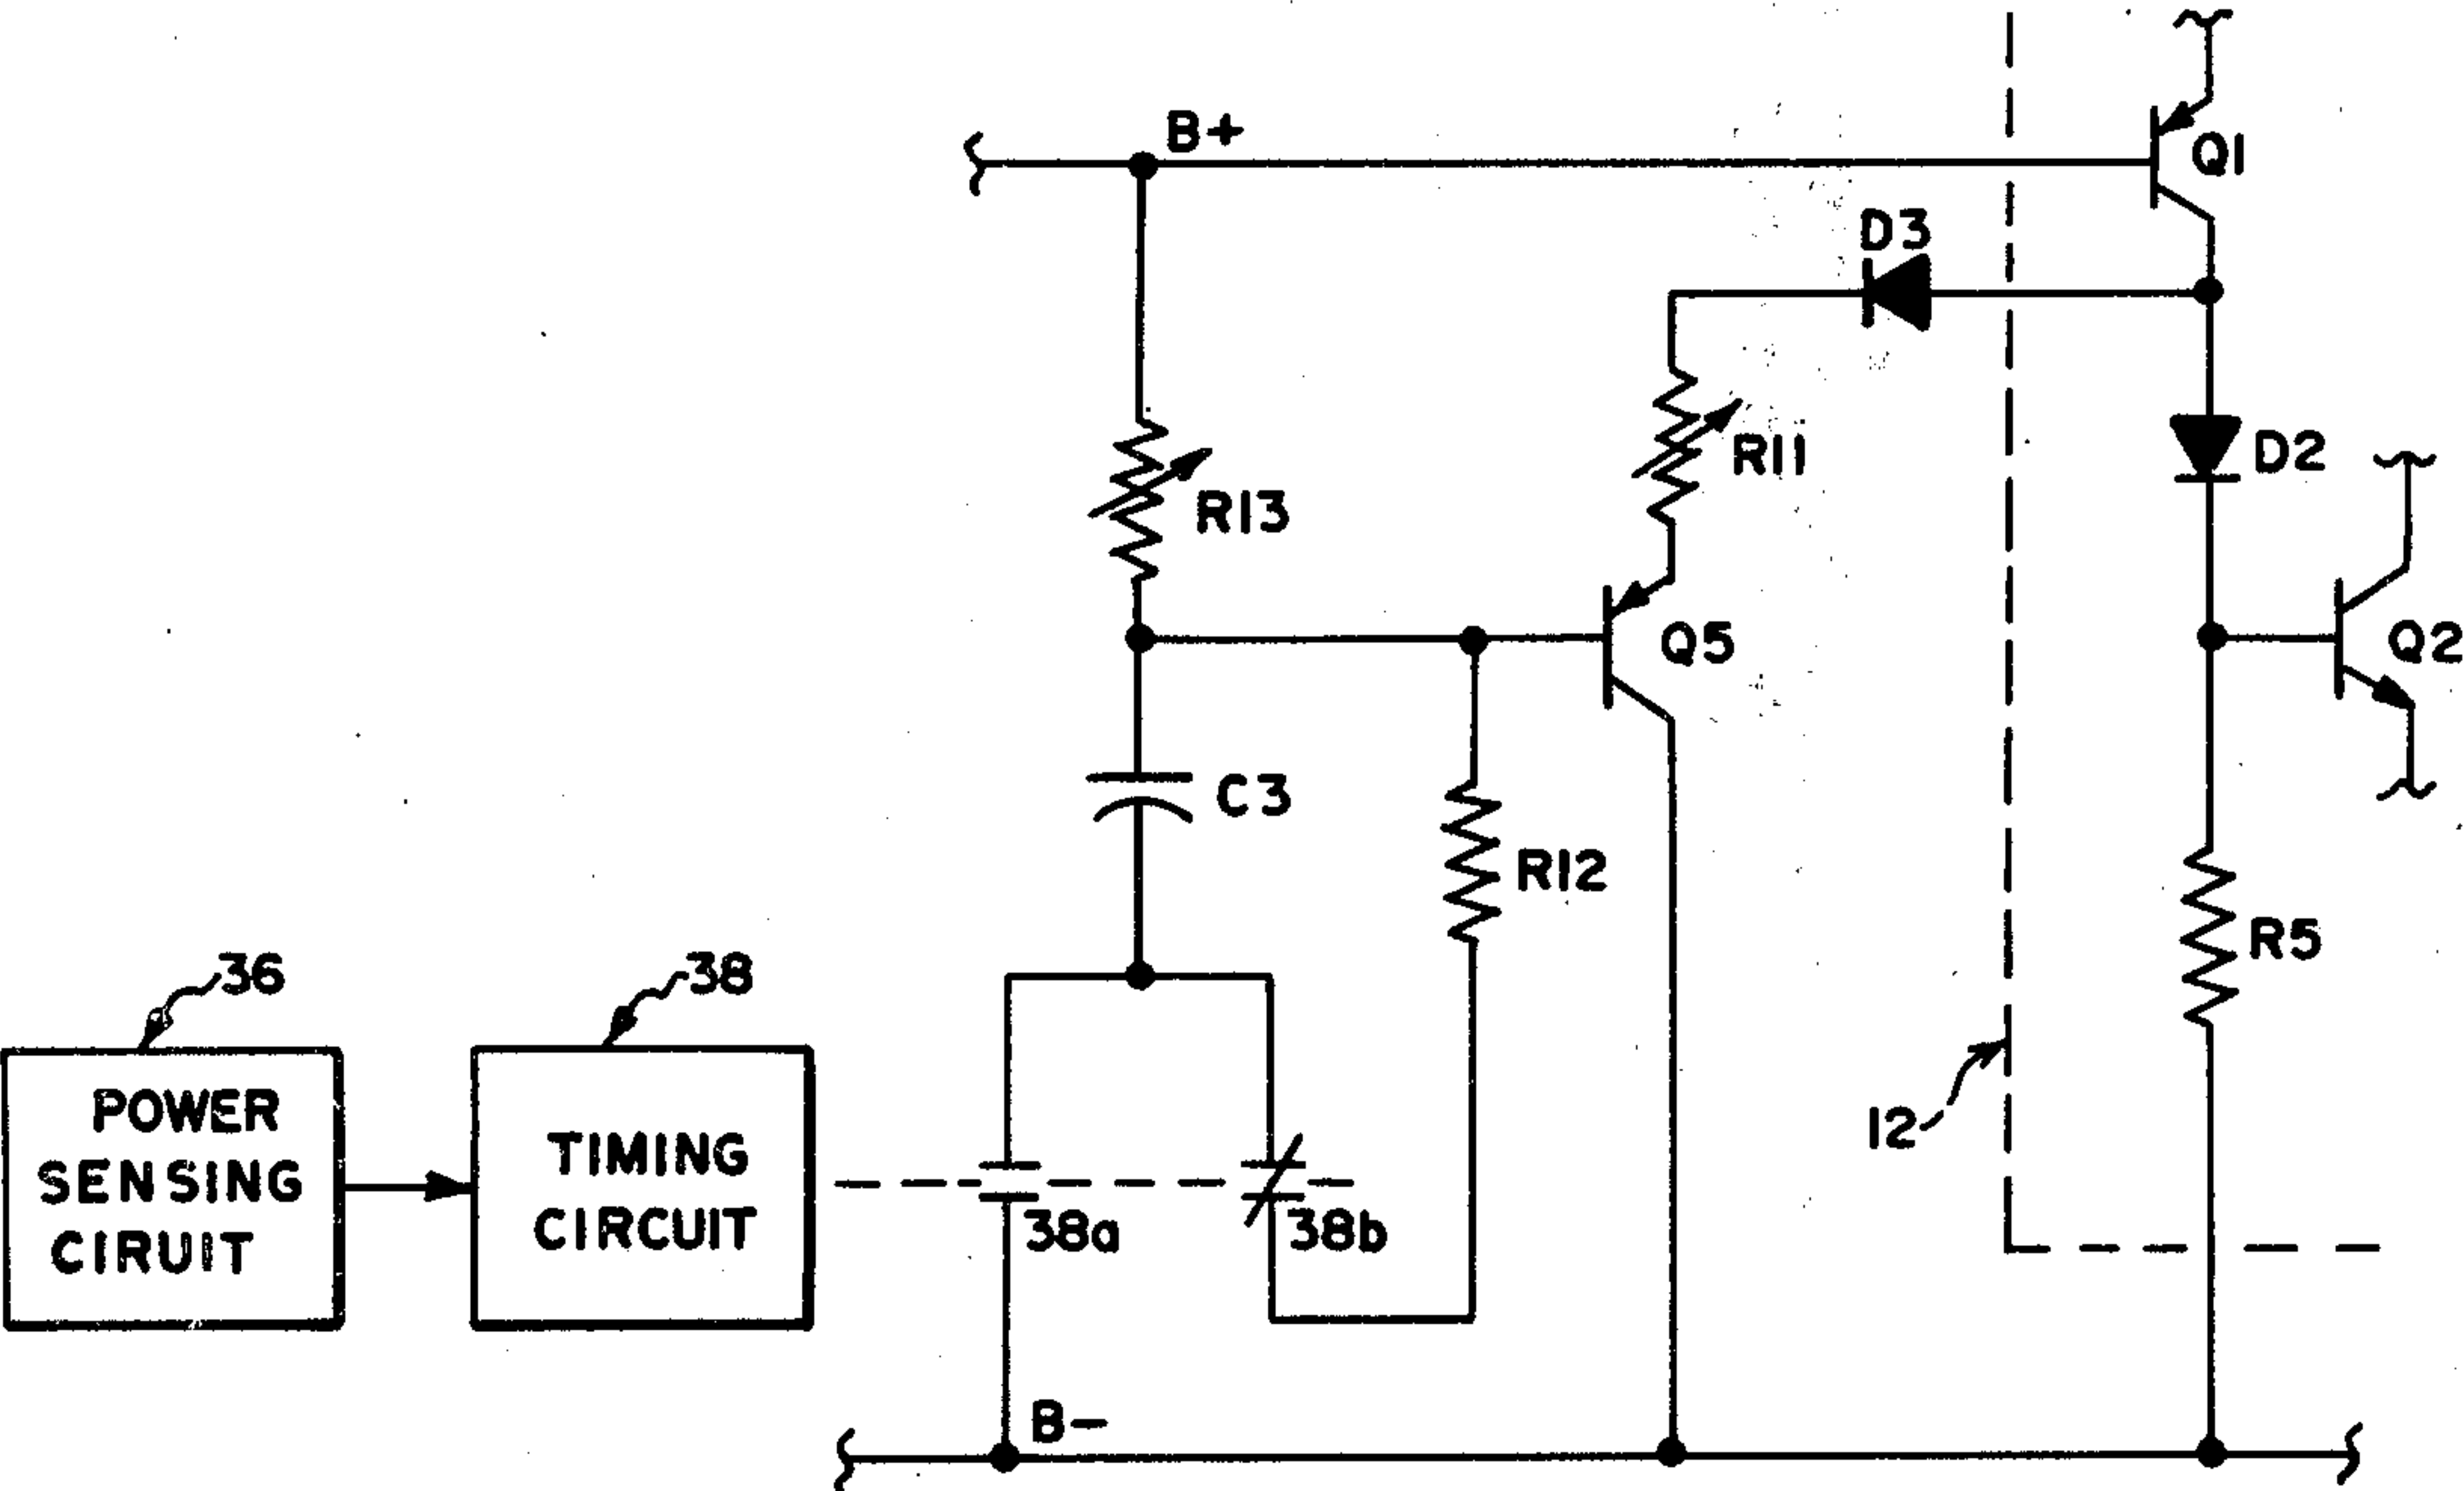 B+
Q1
D3
R11
D2
R13
Q5
Q2
C3
R12
R5
36
38
POWER
SENSING
CIRUIT
TIMING
CIRCUIT
12
38a
38b
B-